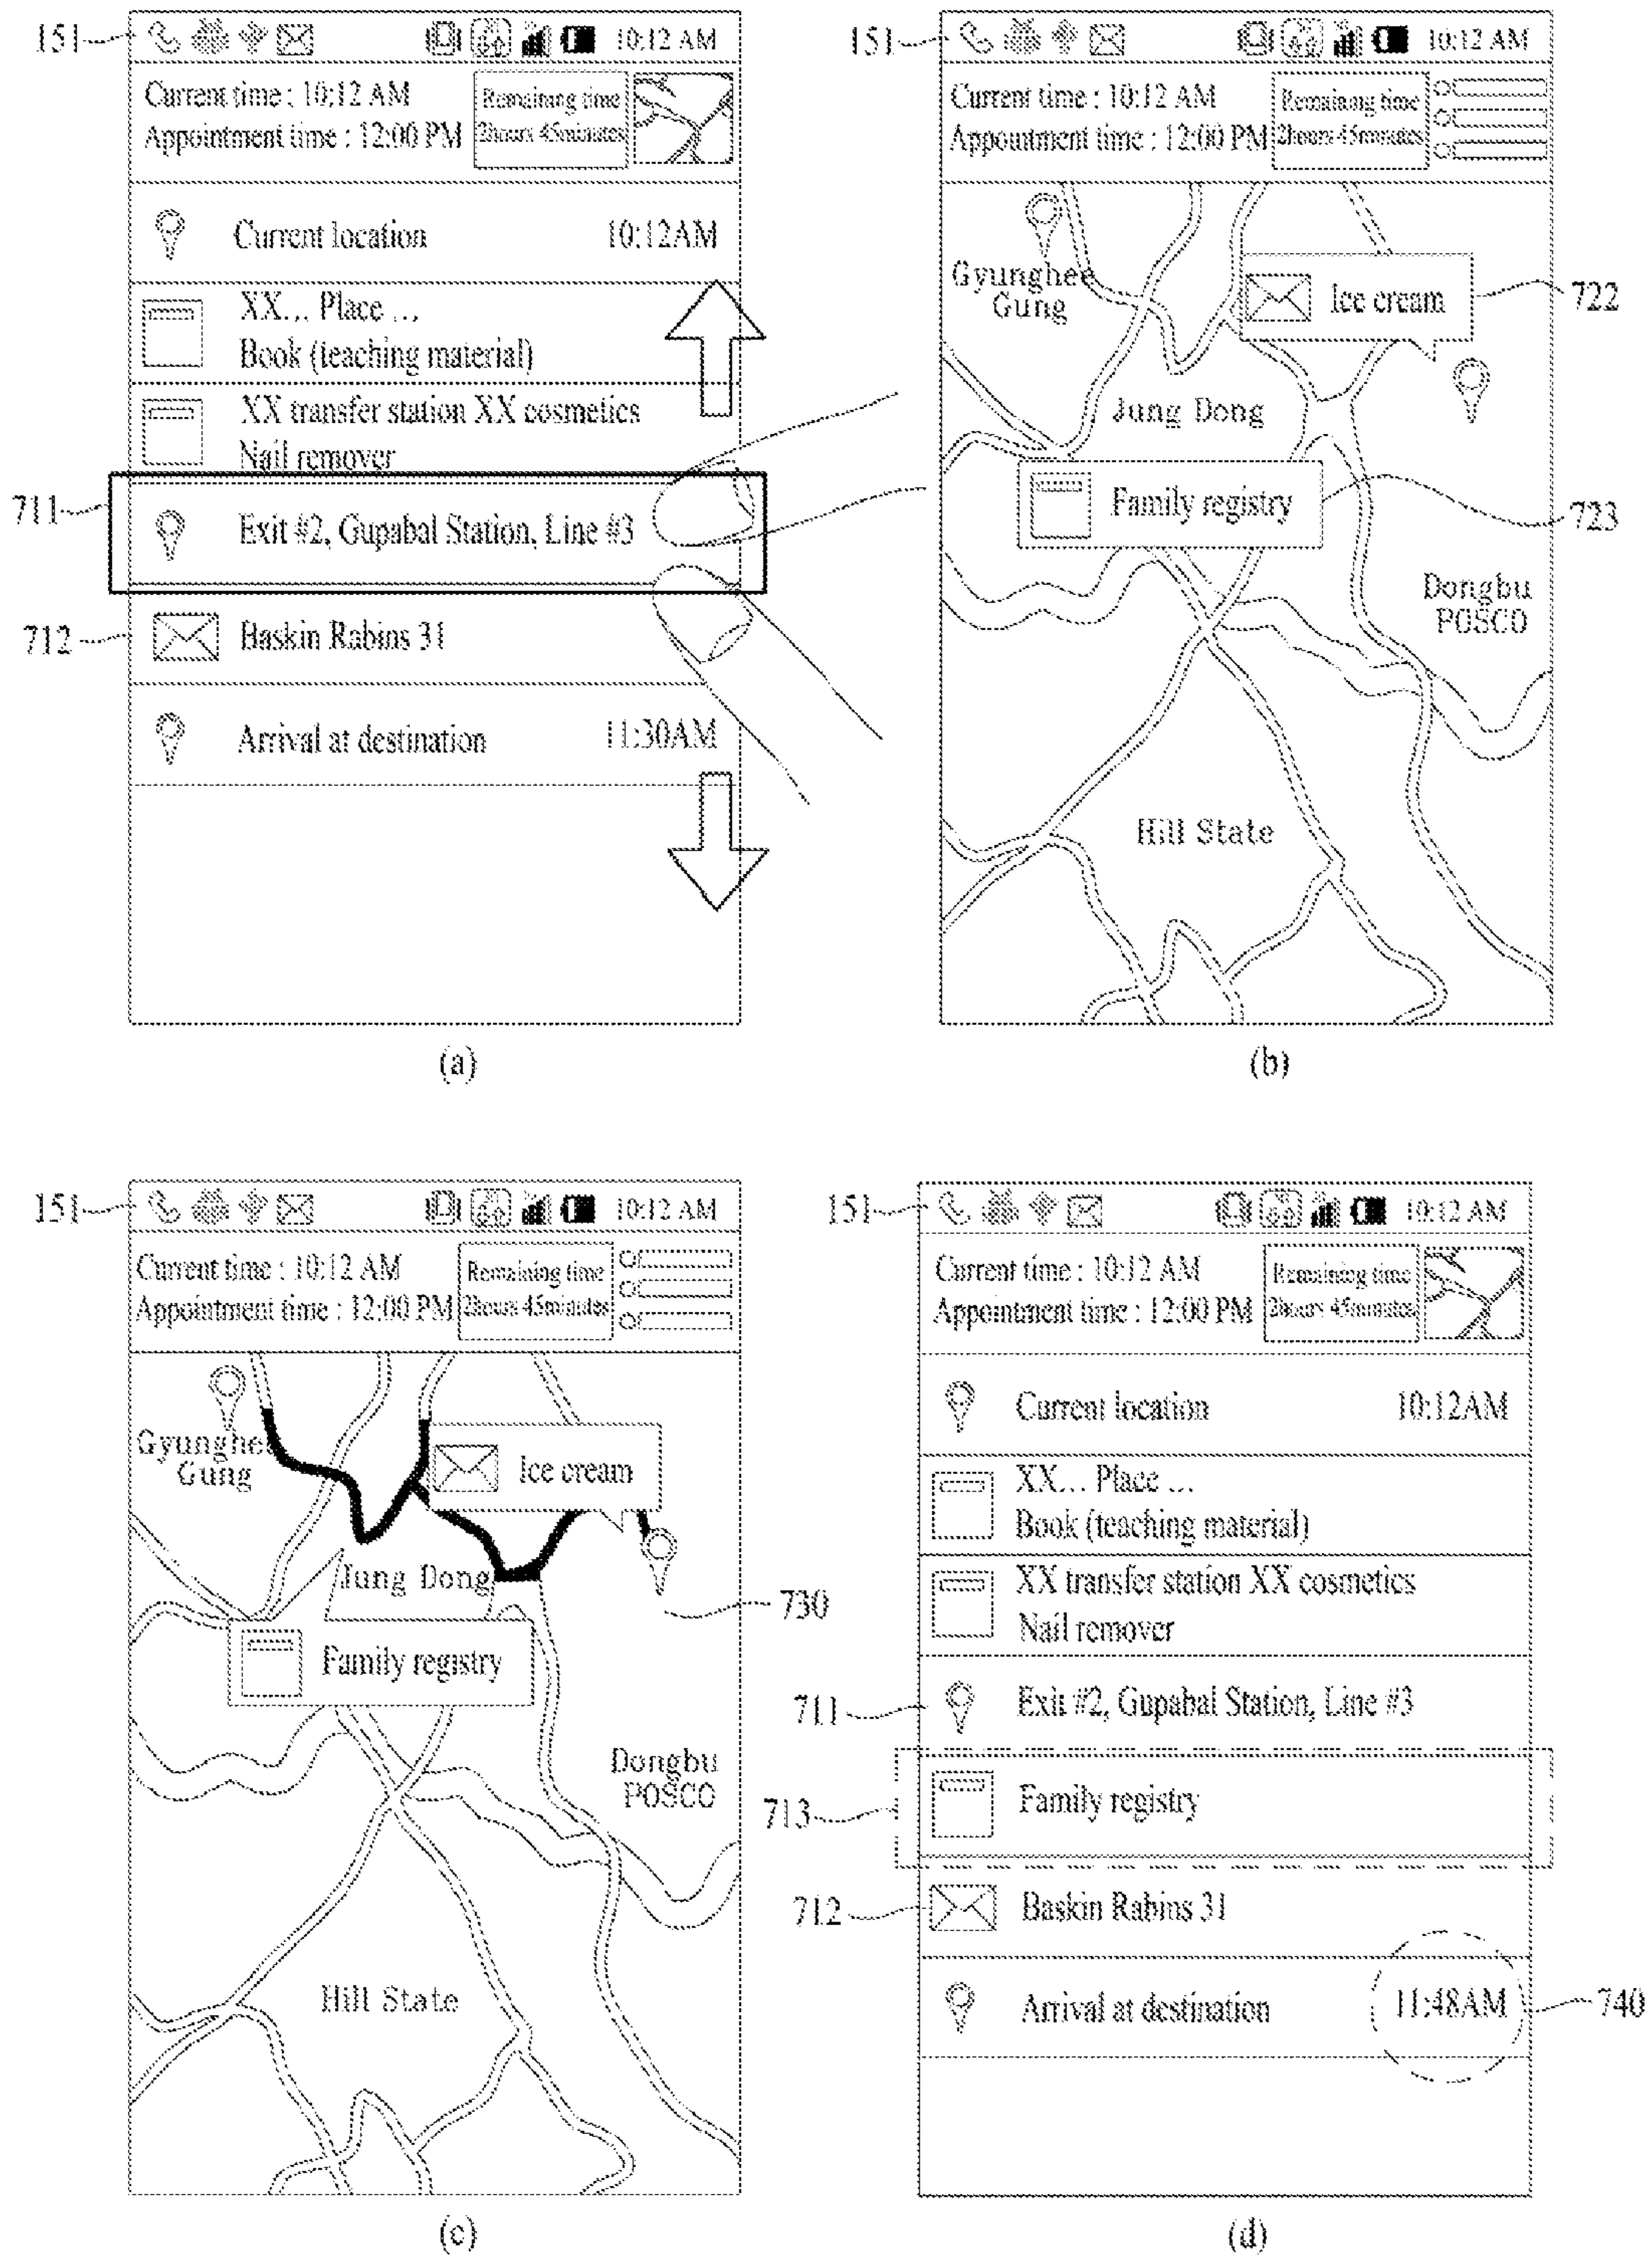 151
10:12 AM
Current time : 10:12 AM
Appointment time : 12:00 PM
Remaining time
2hours 45minutes
Current location
10:12AM
XX... Place ...
Book (teaching material)
XX transfer station XX cosmetics
Nail remover
711
Exit #2, Gupabal Station, Line #3
712
Baskin Rabins 31
Arrival at destination
11:30AM
(a)
151
10:12 AM
Current time : 10:12 AM
Appointment time : 12:00 PM
Remaining time
2hours 45minutes
Gyunghee
Gung
Ice cream
722
Jung Dong
Family registry
723
Dongbu
POSCO
Hill State
(b)
151
10:12 AM
Current time : 10:12 AM
Appointment time : 12:00 PM
Remaining time
2hours 45minutes
Gyunghee
Gung
Ice cream
Jung Dong
730
Family registry
Dongbu
POSCO
Hill State
(c)
151
10:12 AM
Current time : 10:12 AM
Appointment time : 12:00 PM
Remaining time
2hours 45minutes
Current location
10:12AM
XX... Place ...
Book (teaching material)
XX transfer station XX cosmetics
Nail remover
711
Exit #2, Gupabal Station, Line #3
713
Family registry
712
Baskin Rabins 31
Arrival at destination
11:48AM
740
(d)